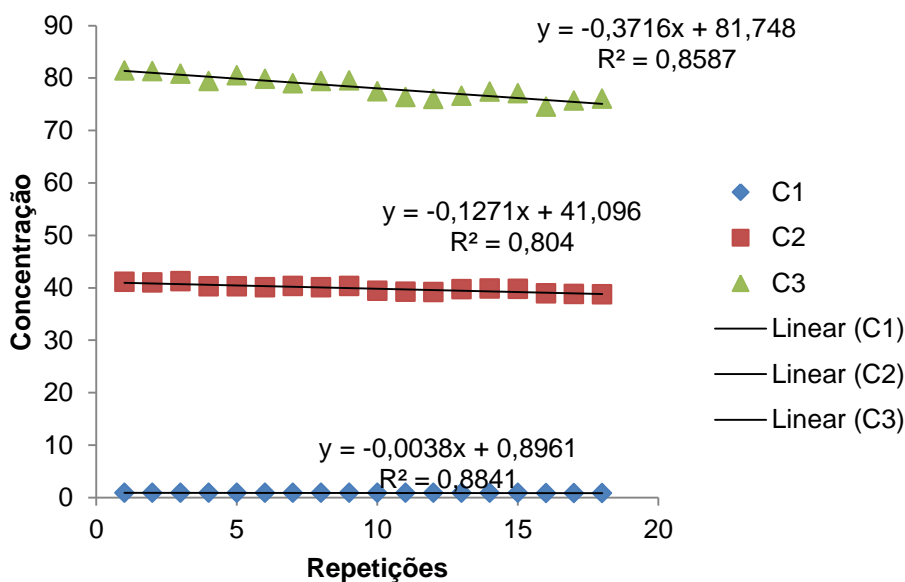 90
80
70
60
50
40
30
20
10
0
Concentração
y = -0,3716x + 81,748
R² = 0,8587
y = -0,1271x + 41,096
R² = 0,804
y = -0,0038x + 0,8961
R² = 0,8841
0 5 10 15 20
Repetições
C1
C2
C3
Linear (C1)
Linear (C2)
Linear (C3)